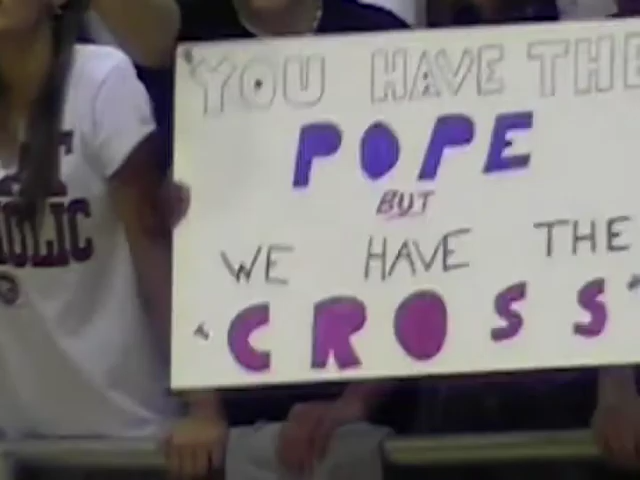 YOU HAVE THE
POPE
BUT
WE HAVE THE
"CROSS"